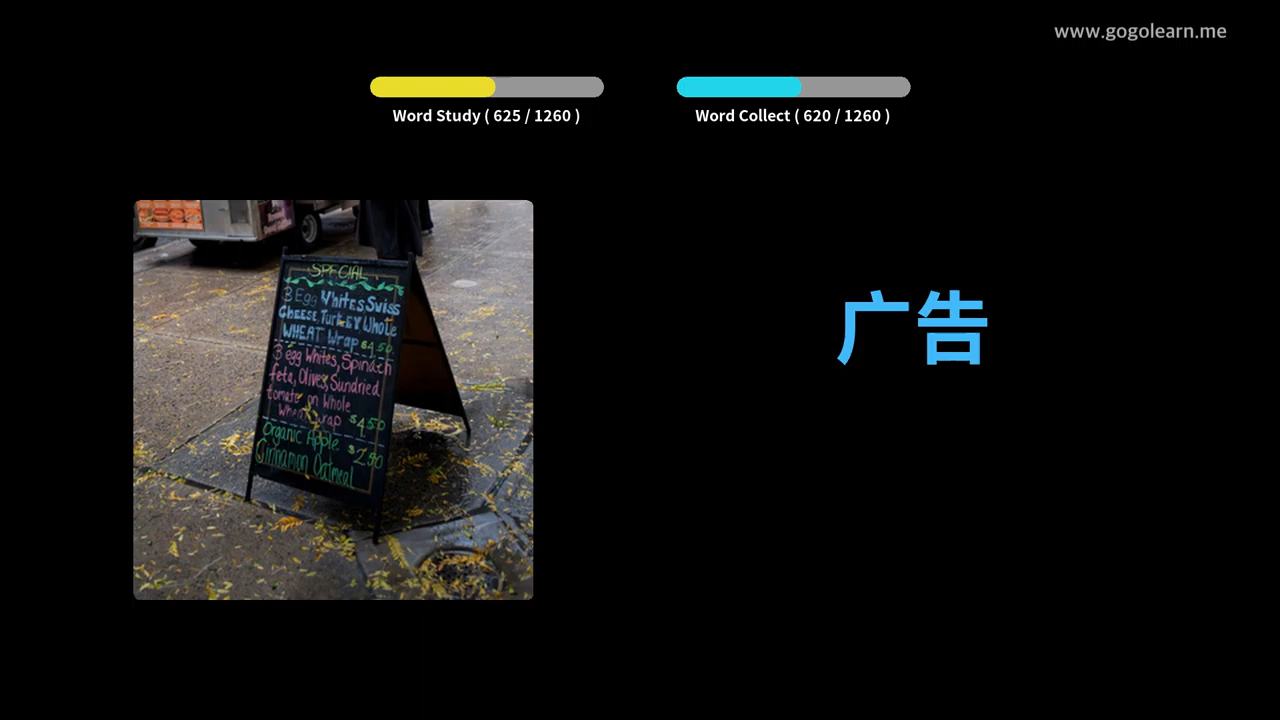 www.gogolearn.me
Word Study ( 625 / 1260 )
Word Collect ( 620 / 1260 )
SPECIAL
3 Egg Whites, Swiss
Cheese, Turkey, Whole
WHEAT Wrap $4.50
3 egg Whites, Spinach
feta, Olives, Sundried
tomato on Whole
Wheat Wrap $4.50
Organic Apple $2.50
Cinnamon Oatmeal
广告